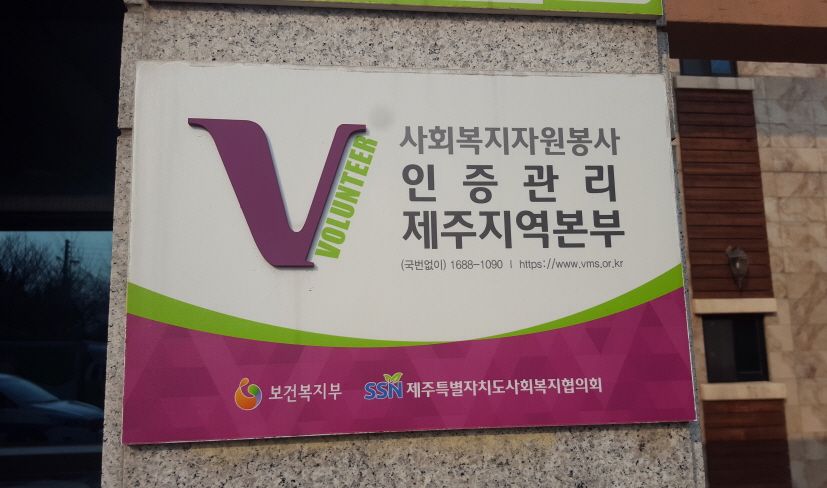 VOLUNTEER
사회복지자원봉사
인증관리
제주지역본부
(국번없이) 1688-1090 | https://www.vms.or.kr
보건복지부 SSN 제주특별자치도사회복지협의회